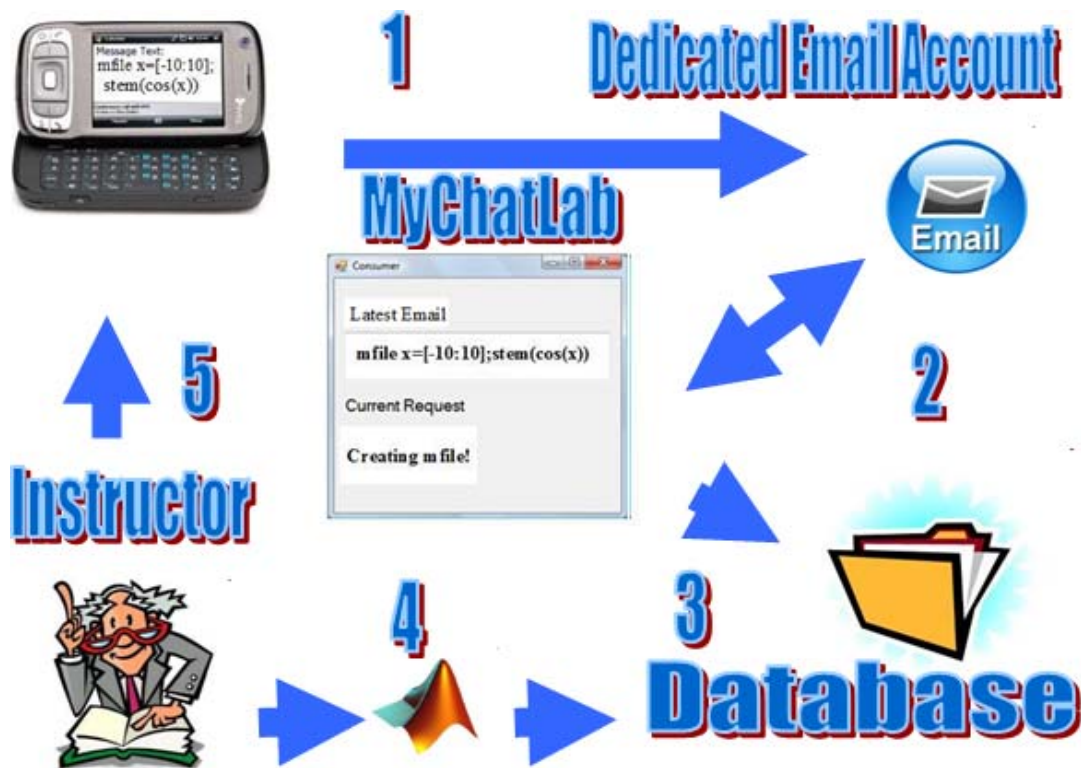 1
Dedicated Email Account
Message Text:
mfile x=[-10:10];
stem(cos(x))
MyChatLab
Email
Consumer
Latest Email
mfile x=[-10:10];stem(cos(x))
5
2
Current Request
Creating mfile!
Instructor
4
3
Database